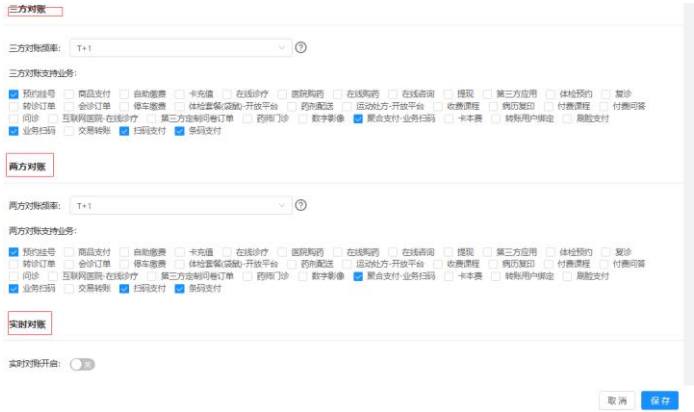 三方对账
三方对账频率: T+1
三方对账支持业务:
预约挂号 商品支付 自助缴费 卡充值 在线诊疗 医院购药 在线购药 在线咨询 提现 第三方应用 体检预约 复诊
转诊订单 会诊订单 停车缴费 体检套餐(袋鼠)-开放平台 药剂配送 运动处方-开放平台 收费课程 病历复印 付费课程 付费问答
问诊 互联网医院-在线诊疗 第三方定制问卷订单 药师门诊 数字影像 聚合支付-业务扫码 卡本费 转账用户绑定 刷脸支付
业务扫码 交易转账 扫码支付 条码支付
两方对账
两方对账频率: T+1
两方对账支持业务:
预约挂号 商品支付 自助缴费 卡充值 在线诊疗 医院购药 在线购药 在线咨询 提现 第三方应用 体检预约 复诊
转诊订单 会诊订单 停车缴费 体检套餐(袋鼠)-开放平台 药剂配送 运动处方-开放平台 收费课程 病历复印 付费课程 付费问答
问诊 互联网医院-在线诊疗 第三方定制问卷订单 药师门诊 数字影像 聚合支付-业务扫码 卡本费 转账用户绑定 刷脸支付
业务扫码 交易转账 扫码支付 条码支付
实时对账
实时对账开启: 关
取消 保存